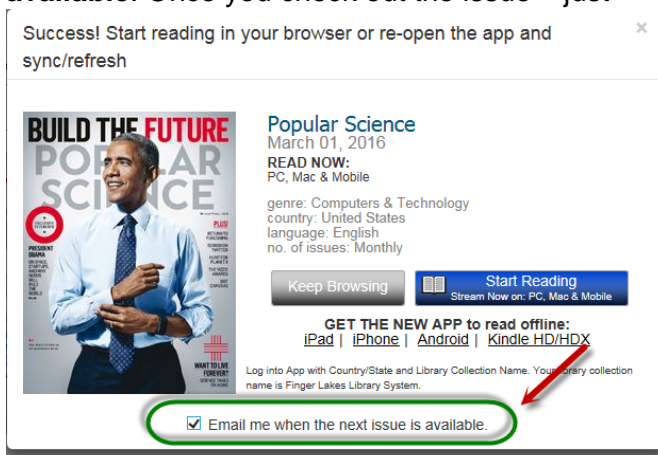 Success! Start reading in your browser or re-open the app and
sync/refresh
×
BUILD THE FUTURE
POPULAR
SCIENCE
PRESIDENT
OBAMA
PLUS!
WANT TO LIVE
FOREVER?
Popular Science
March 01, 2016
READ NOW:
PC, Mac & Mobile
genre: Computers & Technology
country: United States
language: English
no. of issues: Monthly
Keep Browsing
Start Reading
Stream Now on: PC, Mac & Mobile
GET THE NEW APP to read offline:
iPad | iPhone | Android | Kindle HD/HDX
Log into App with Country/State and Library Collection Name. Your library collection
name is Finger Lakes Library System.
Email me when the next issue is available.